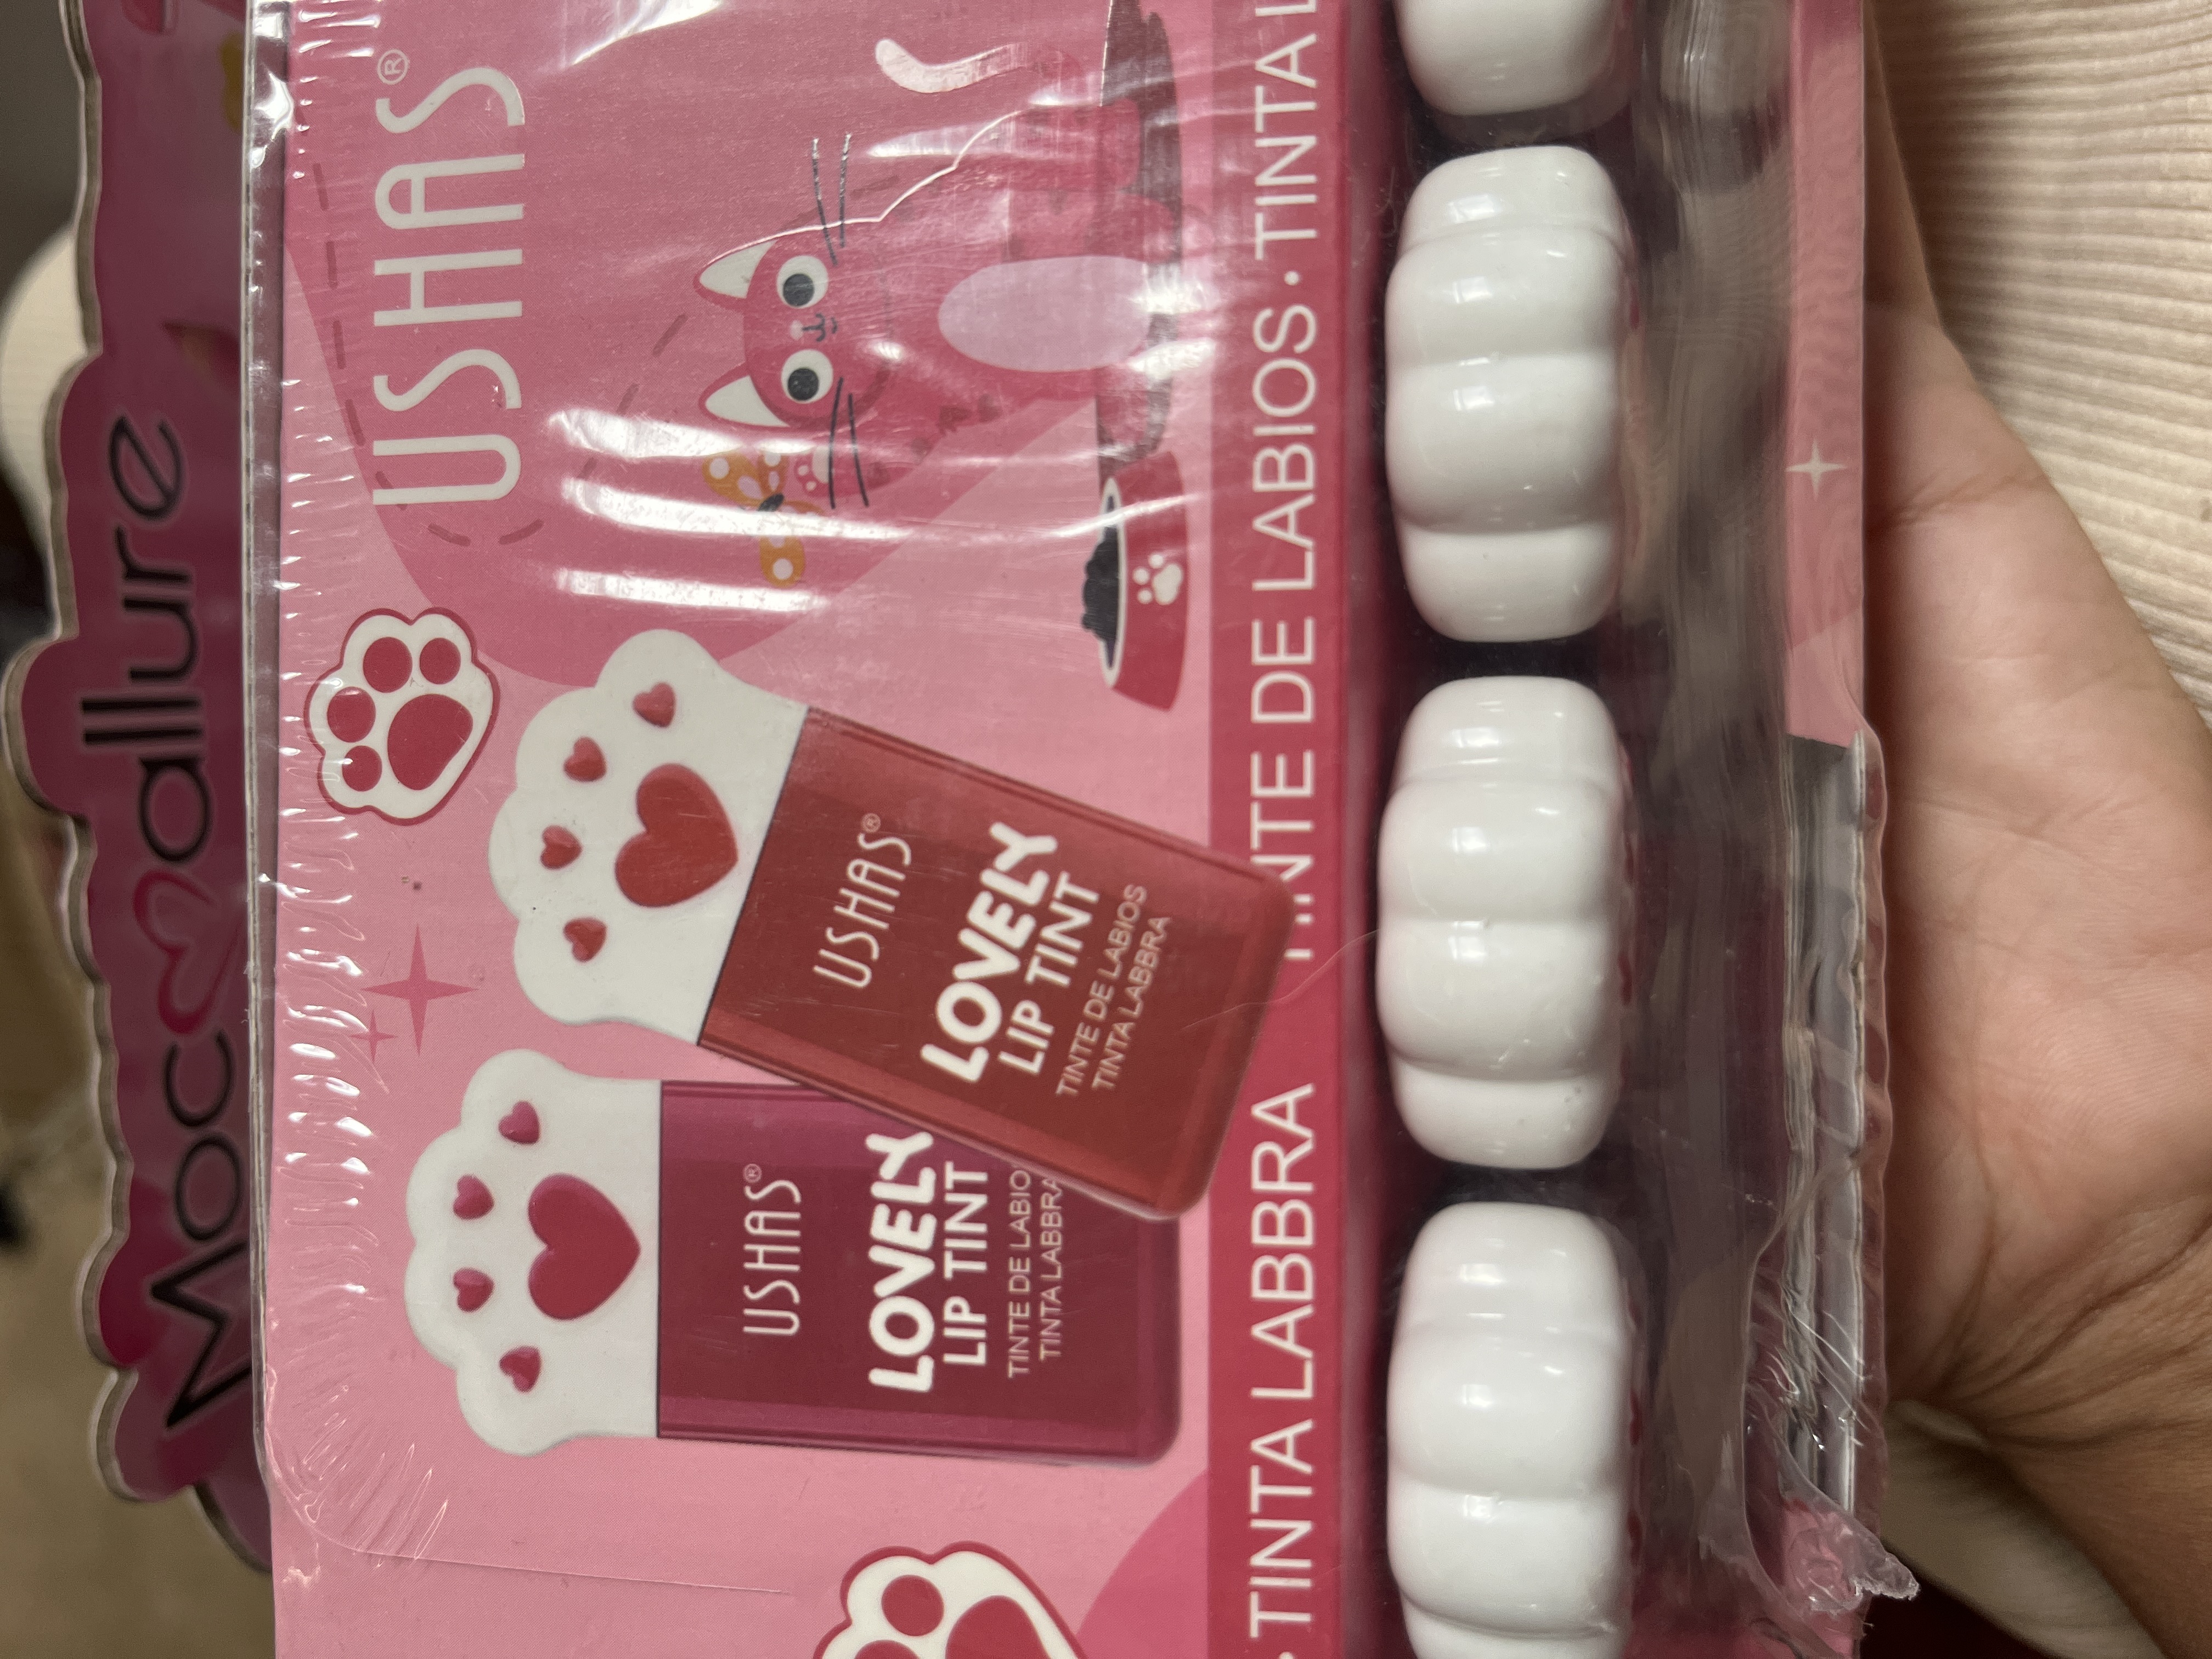 Mocallure
USHAS®
USHAS®
LOVELY
LIP TINT
TINTE DE LABIOS
TINTA LABBRA
USHAS®
LOVELY
LIP TINT
TINTE DE LABIO
TINTA LABBRA
· TINTA LABBRA TINTE DE LABIOS · TINTA L